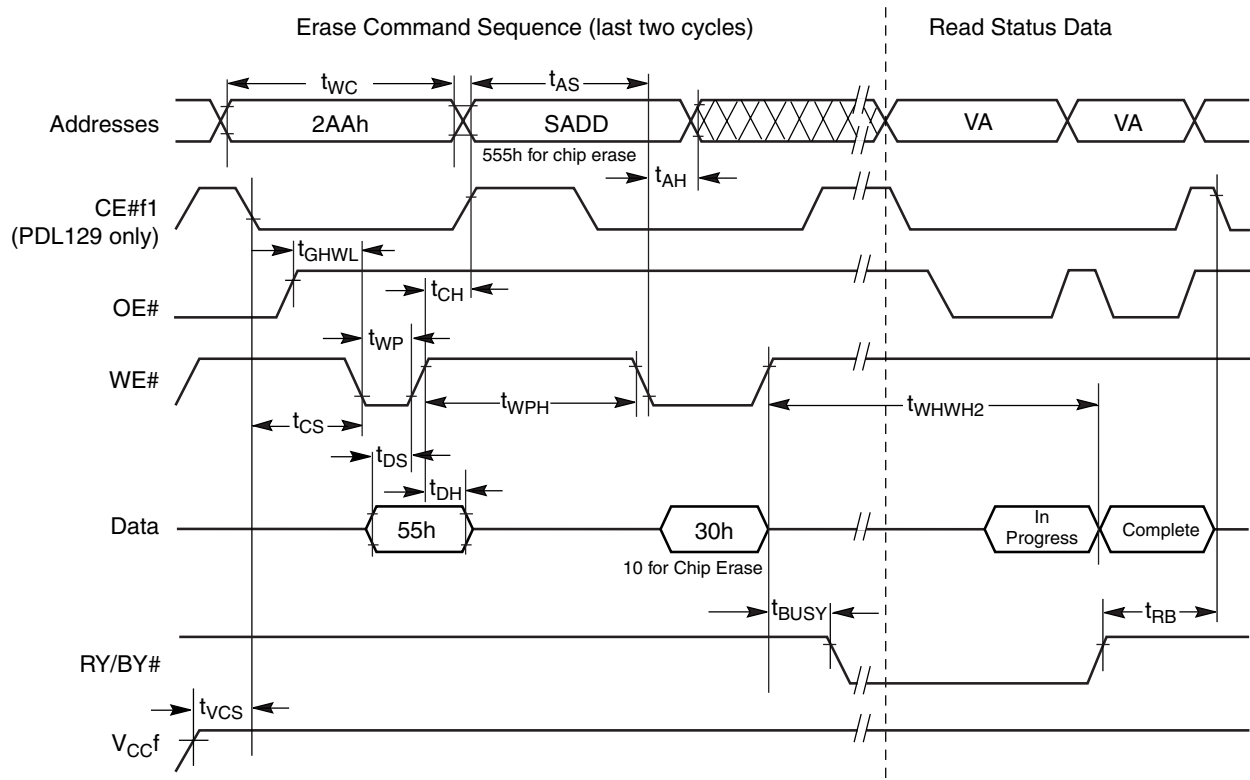 Erase Command Sequence (last two cycles)
Read Status Data
tWC
tAS
Addresses
2AAh
SADD
VA
VA
555h for chip erase
tAH
CE#f1
(PDL129 only)
tGHWL
OE#
tCH
tWP
WE#
tWPH
tWHWH2
tCS
tDS
tDH
Data
55h
30h
In
Progress
Complete
10 for Chip Erase
tBUSY
tRB
RY/BY#
tVCS
VCCf